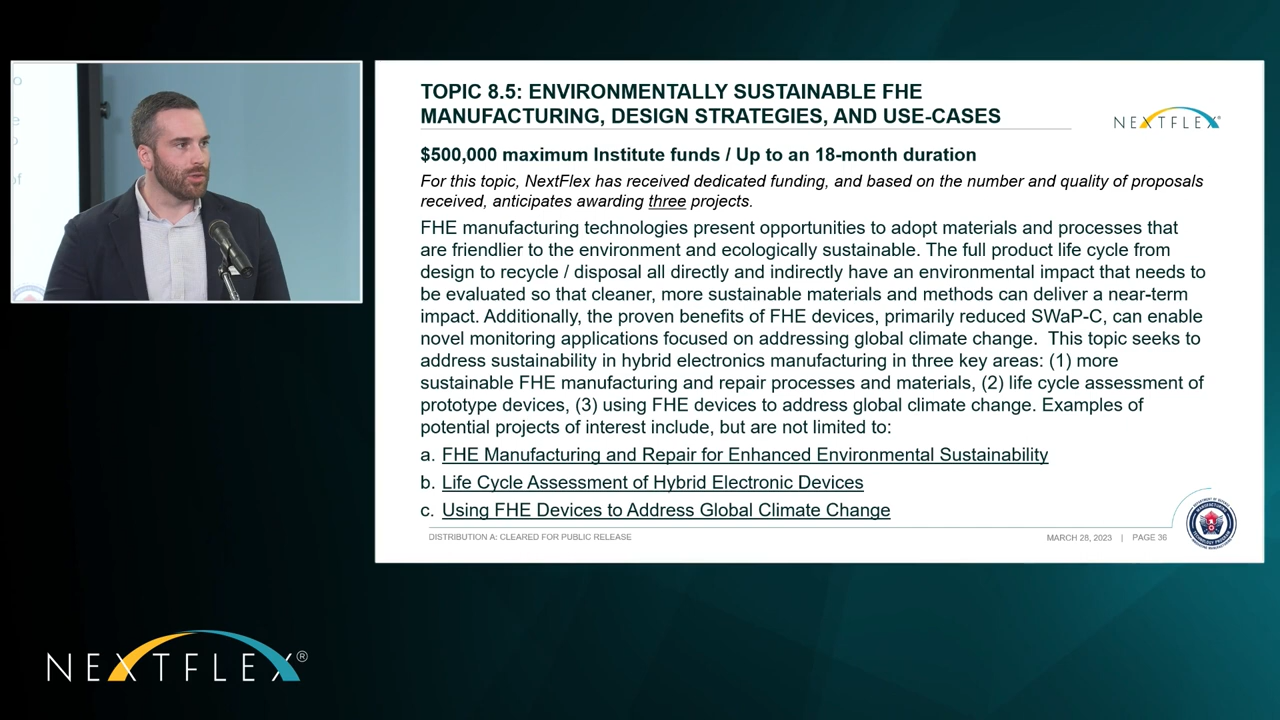 o
e
o
of
TOPIC 8.5: ENVIRONMENTALLY SUSTAINABLE FHE
MANUFACTURING, DESIGN STRATEGIES, AND USE-CASES
NEXTFLEX®
$500,000 maximum Institute funds / Up to an 18-month duration
For this topic, NextFlex has received dedicated funding, and based on the number and quality of proposals
received, anticipates awarding three projects.
FHE manufacturing technologies present opportunities to adopt materials and processes that
are friendlier to the environment and ecologically sustainable. The full product life cycle from
design to recycle / disposal all directly and indirectly have an environmental impact that needs to
be evaluated so that cleaner, more sustainable materials and methods can deliver a near-term
impact. Additionally, the proven benefits of FHE devices, primarily reduced SWaP-C, can enable
novel monitoring applications focused on addressing global climate change.  This topic seeks to
address sustainability in hybrid electronics manufacturing in three key areas: (1) more
sustainable FHE manufacturing and repair processes and materials, (2) life cycle assessment of
prototype devices, (3) using FHE devices to address global climate change. Examples of
potential projects of interest include, but are not limited to:
a. FHE Manufacturing and Repair for Enhanced Environmental Sustainability
b. Life Cycle Assessment of Hybrid Electronic Devices
c. Using FHE Devices to Address Global Climate Change
DISTRIBUTION A: CLEARED FOR PUBLIC RELEASE
MARCH 28, 2023 | PAGE 36
NEXTFLEX®